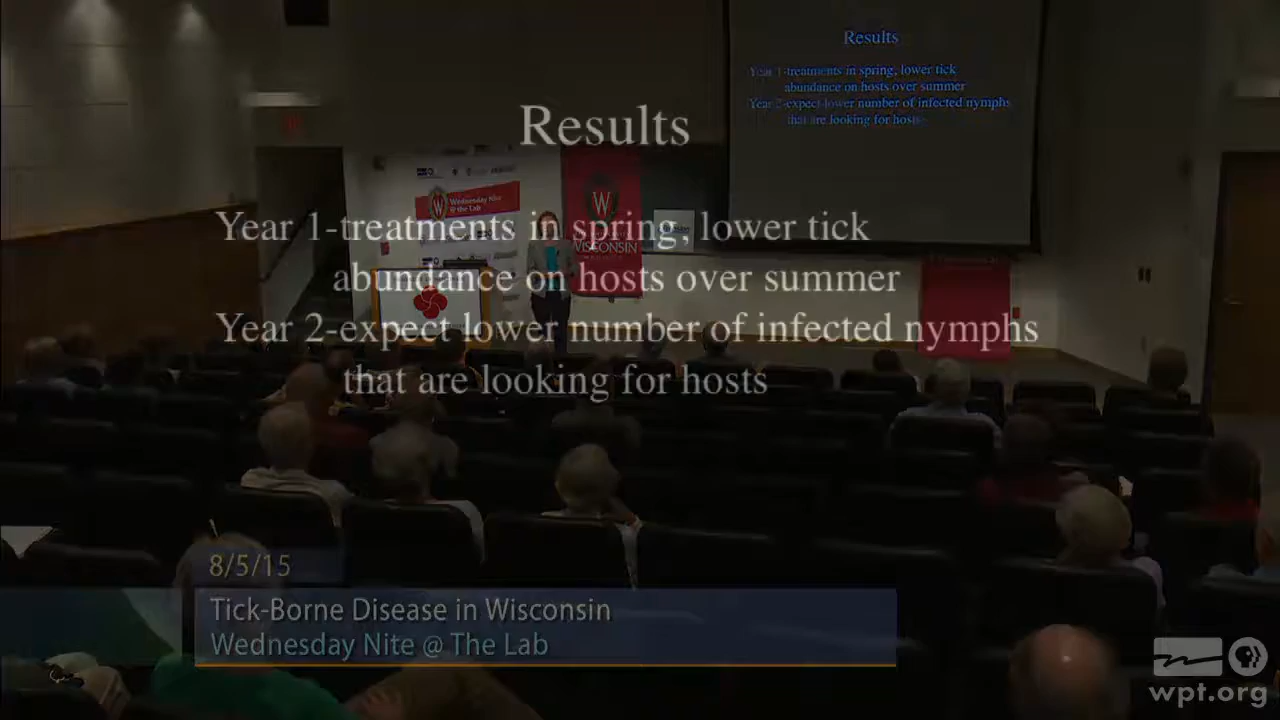 Results
Year 1-treatments in spring, lower tick
abundance on hosts over summer
Year 2-expect lower number of infected nymphs
that are looking for hosts
Results
Year 1-treatments in spring, lower tick
abundance on hosts over summer
Year 2-expect lower number of infected nymphs
that are looking for hosts
Wednesday Nite
@ the Lab
W
WISCONSIN
8/5/15
Tick-Borne Disease in Wisconsin
Wednesday Nite @ The Lab
wpt.org